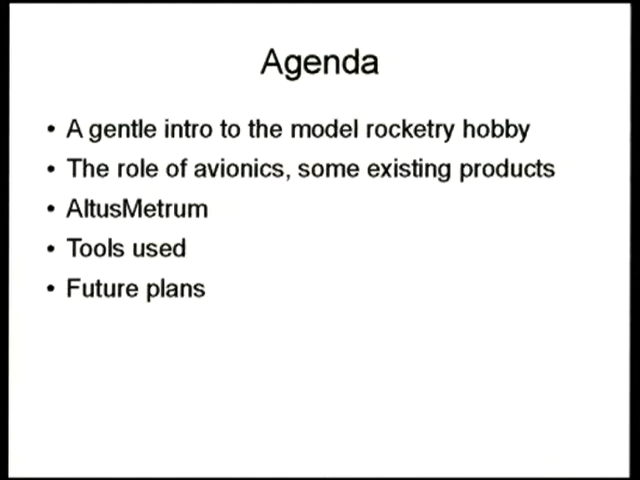 Agenda
• A gentle intro to the model rocketry hobby
• The role of avionics, some existing products
• AltusMetrum
• Tools used
• Future plans